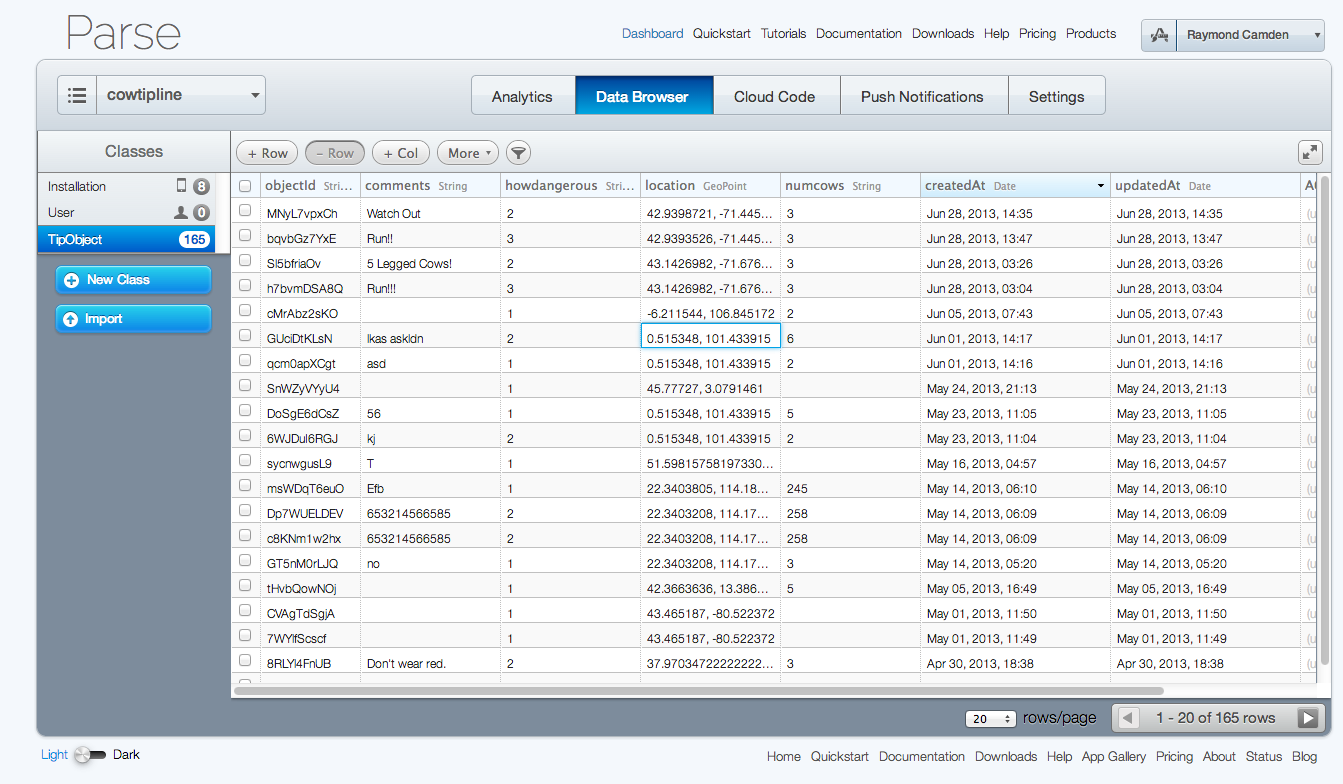 Parse
Dashboard Quickstart Tutorials Documentation Downloads Help Pricing Products Raymond Camden
cowtipline Analytics Data Browser Cloud Code Push Notifications Settings
Classes + Row − Row + Col More
Installation 8
User 0
TipObject 165
New Class
Import
objectId Stri... comments String howdangerous Stri... location GeoPoint numcows String createdAt Date updatedAt Date
MNyL7vpxCh Watch Out 2 42.9398721, -71.445... 3 Jun 28, 2013, 14:35 Jun 28, 2013, 14:35 (u
bqvbGz7YxE Run!! 3 42.9393526, -71.445... 3 Jun 28, 2013, 13:47 Jun 28, 2013, 13:47 (u
Sl5bfriaOv 5 Legged Cows! 2 43.1426982, -71.676... 3 Jun 28, 2013, 03:26 Jun 28, 2013, 03:26 (u
h7bvmDSA8Q Run!!! 3 43.1426982, -71.676... 3 Jun 28, 2013, 03:04 Jun 28, 2013, 03:04 (u
cMrAbz2sKO 1 -6.211544, 106.845172 2 Jun 05, 2013, 07:43 Jun 05, 2013, 07:43 (u
GUciDtKLsN lkas askldn 2 0.515348, 101.433915 6 Jun 01, 2013, 14:17 Jun 01, 2013, 14:17 (u
qcm0apXCgt asd 1 0.515348, 101.433915 2 Jun 01, 2013, 14:16 Jun 01, 2013, 14:16 (u
SnWZyVYyU4 1 45.77727, 3.0791461 May 24, 2013, 21:13 May 24, 2013, 21:13 (u
DoSgE6dCsZ 56 1 0.515348, 101.433915 5 May 23, 2013, 11:05 May 23, 2013, 11:05 (u
6WJDul6RGJ kj 2 0.515348, 101.433915 2 May 23, 2013, 11:04 May 23, 2013, 11:04 (u
sycnwgusL9 T 1 51.59815758197330... May 16, 2013, 04:57 May 16, 2013, 04:57 (u
msWDqT6euO Efb 1 22.3403805, 114.18... 245 May 14, 2013, 06:10 May 14, 2013, 06:10 (u
Dp7WUELDEV 653214566585 2 22.3403208, 114.17... 258 May 14, 2013, 06:09 May 14, 2013, 06:09 (u
c8KNm1w2hx 653214566585 2 22.3403208, 114.17... 258 May 14, 2013, 06:09 May 14, 2013, 06:09 (u
GT5nM0rLJQ no 1 22.3403208, 114.17... 3 May 14, 2013, 05:20 May 14, 2013, 05:20 (u
tHvbQowNOj 1 42.3663636, 13.386... 5 May 05, 2013, 16:49 May 05, 2013, 16:49 (u
CVAgTdSgjA 1 43.465187, -80.522372 May 01, 2013, 11:50 May 01, 2013, 11:50 (u
7WYlfScscf 1 43.465187, -80.522372 May 01, 2013, 11:49 May 01, 2013, 11:49 (u
8RLYl4FnUB Don't wear red. 2 37.97034722222222... 3 Apr 30, 2013, 18:38 Apr 30, 2013, 18:38 (u
20 rows/page 1 - 20 of 165 rows
Light Dark
Home Quickstart Documentation Downloads Help App Gallery Pricing About Status Blog